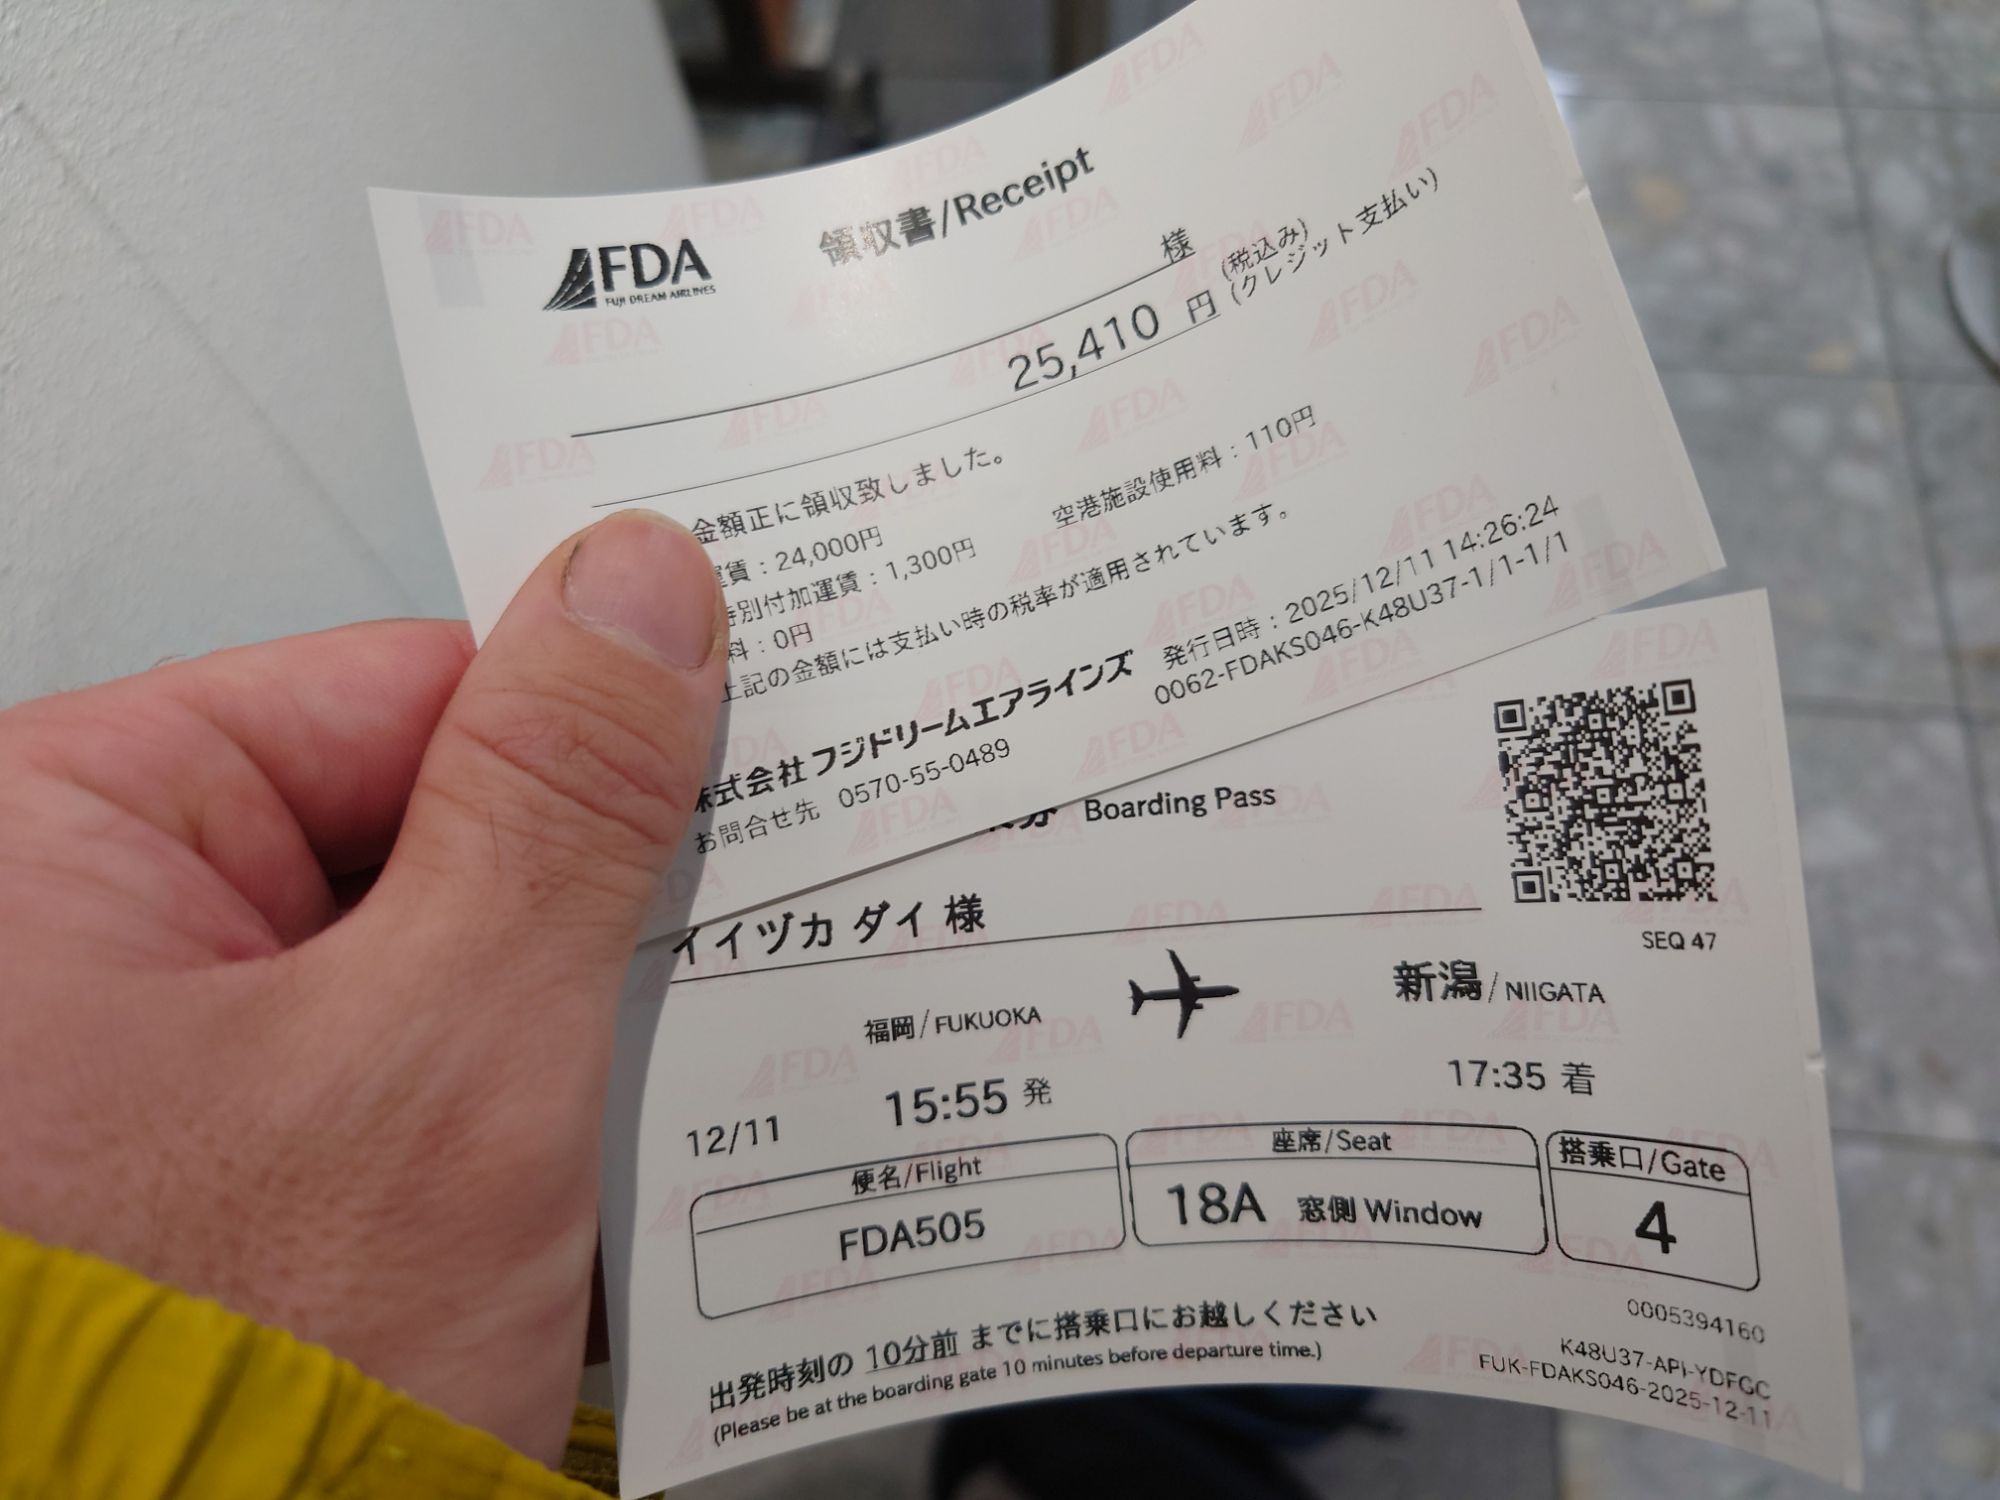 FDA
FUJI DREAM AIRLINES
領収書/Receipt
様
25,410 円 (税込み)
(クレジット支払い)
金額正に領収致しました。
運賃:24,000円 空港施設使用料:110円
特別付加運賃:1,300円
料:0円
上記の金額には支払い時の税率が適用されています。
株式会社 フジドリームエアラインズ 発行日時:2025/12/11 14:26:24
お問合せ先 0570-55-0489 0062-FDAKS046-K48U37-1/1-1/1
Boarding Pass
イイヅカ ダイ 様
SEQ 47
福岡/FUKUOKA 新潟/NIIGATA
12/11 15:55 発 17:35 着
便名/Flight 座席/Seat 搭乗口/Gate
FDA505 18A 窓側 Window 4
出発時刻の 10分前 までに搭乗口にお越しください
(Please be at the boarding gate 10 minutes before departure time.)
0005394160
K48U37-API-YDFGC
FUK-FDAKS046-2025-12-11